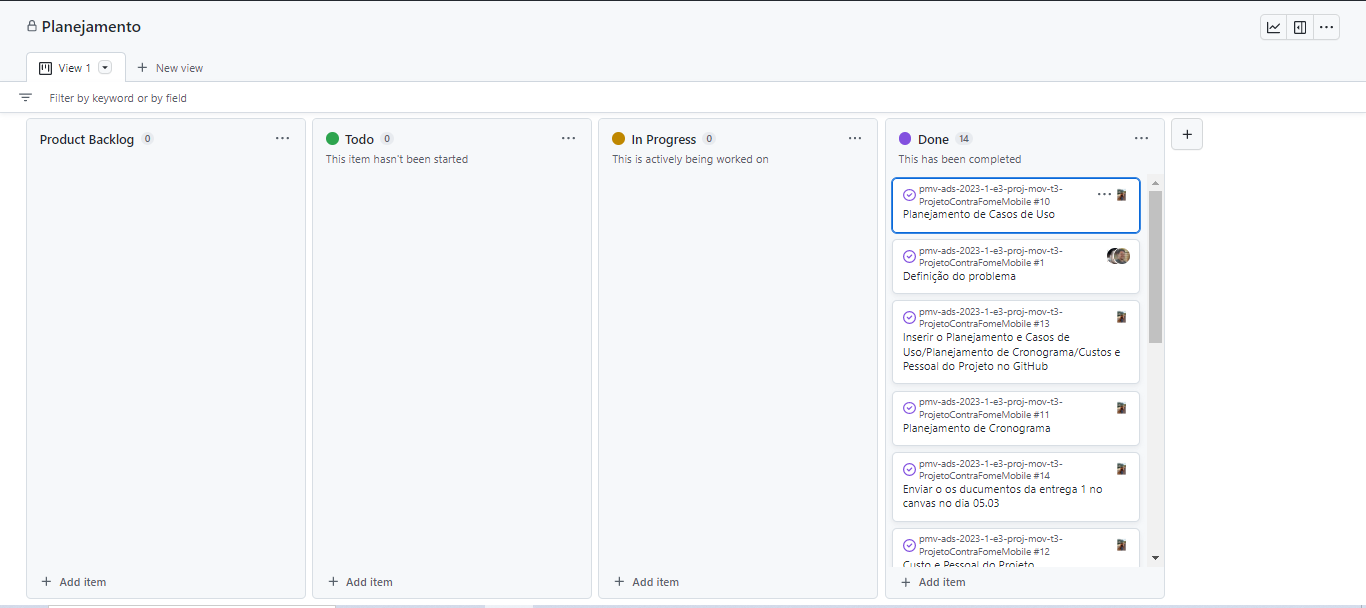 Planejamento
View 1
New view
Filter by keyword or by field
Product Backlog 0
Add item
Todo 0
This item hasn't been started
Add item
In Progress 0
This is actively being worked on
Add item
Done 14
This has been completed
pmv-ads-2023-1-e3-proj-mov-t3-
ProjetoContraFomeMobile #10
Planejamento de Casos de Uso
pmv-ads-2023-1-e3-proj-mov-t3-
ProjetoContraFomeMobile #1
Definição do problema
pmv-ads-2023-1-e3-proj-mov-t3-
ProjetoContraFomeMobile #13
Inserir o Planejamento e Casos de
Uso/Planejamento de Cronograma/Custos e
Pessoal do Projeto no GitHub
pmv-ads-2023-1-e3-proj-mov-t3-
ProjetoContraFomeMobile #11
Planejamento de Cronograma
pmv-ads-2023-1-e3-proj-mov-t3-
ProjetoContraFomeMobile #14
Enviar o os ducumentos da entrega 1 no
canvas no dia 05.03
pmv-ads-2023-1-e3-proj-mov-t3-
ProjetoContraFomeMobile #12
Custo e Pessoal do Projeto
Add item